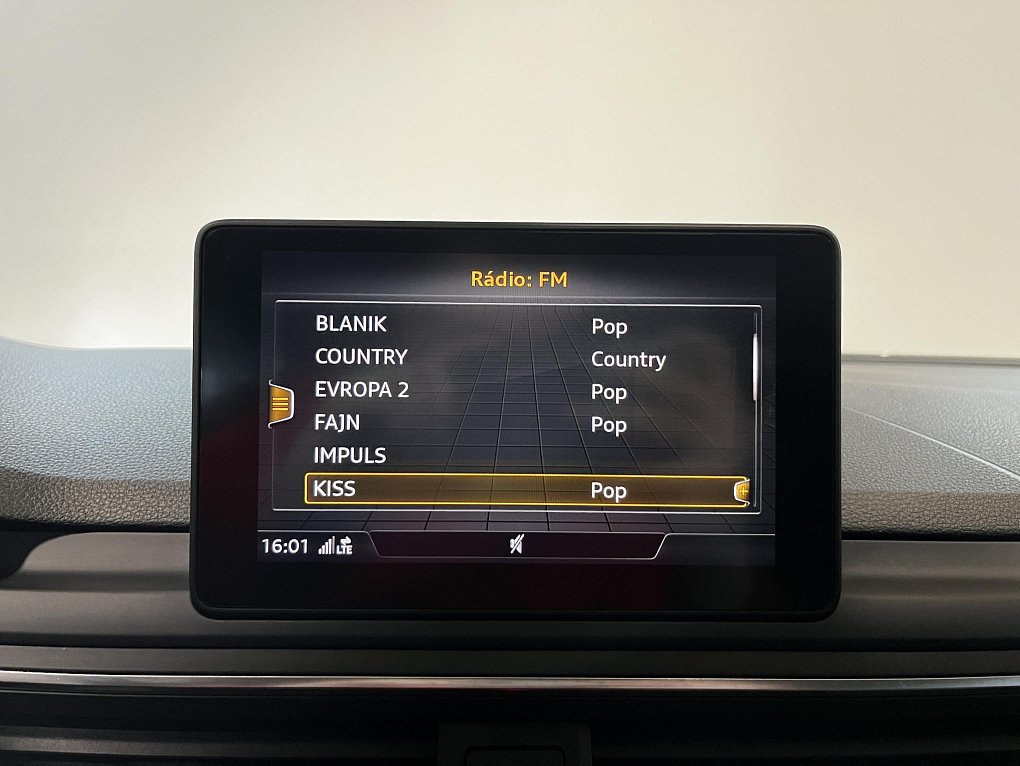 Rádio: FM
BLANIK Pop
COUNTRY Country
EVROPA 2 Pop
FAJN Pop
IMPULS
KISS Pop
16:01 LTE